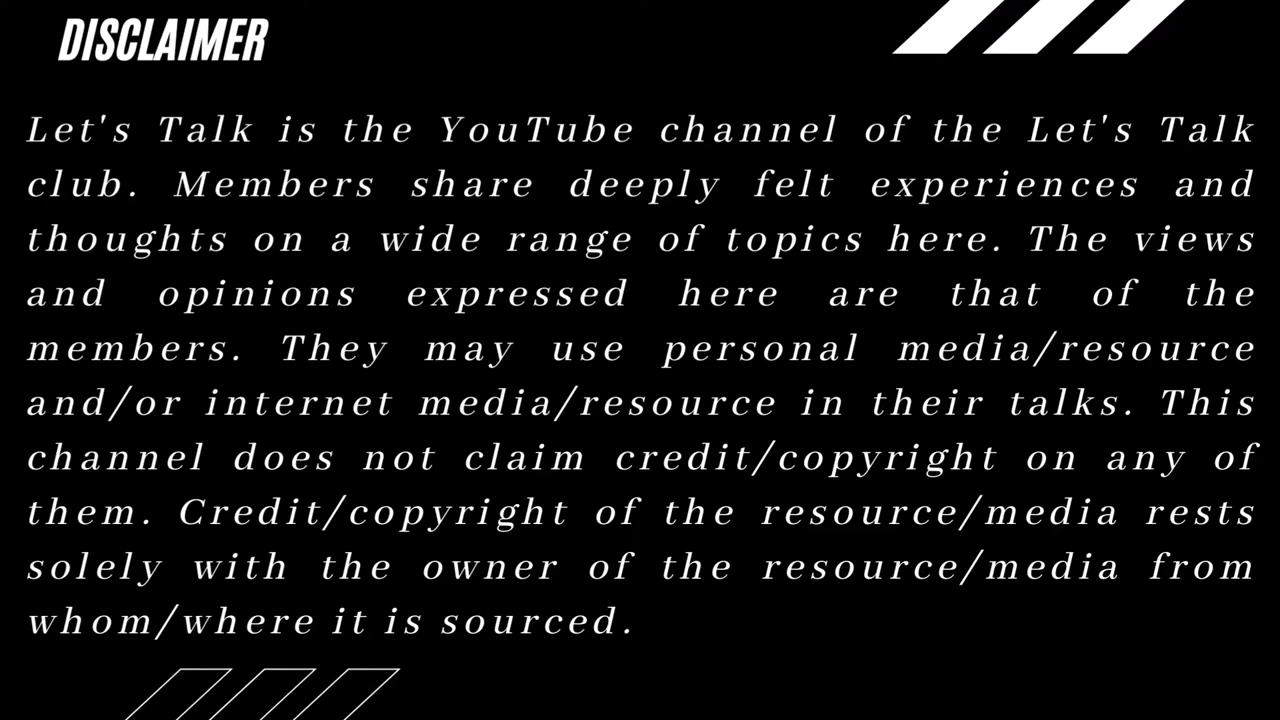 DISCLAIMER
Let's Talk is the YouTube channel of the Let's Talk
club. Members share deeply felt experiences and
thoughts on a wide range of topics here. The views
and opinions expressed here are that of the
members. They may use personal media/resource
and/or internet media/resource in their talks. This
channel does not claim credit/copyright on any of
them. Credit/copyright of the resource/media rests
solely with the owner of the resource/media from
whom/where it is sourced.